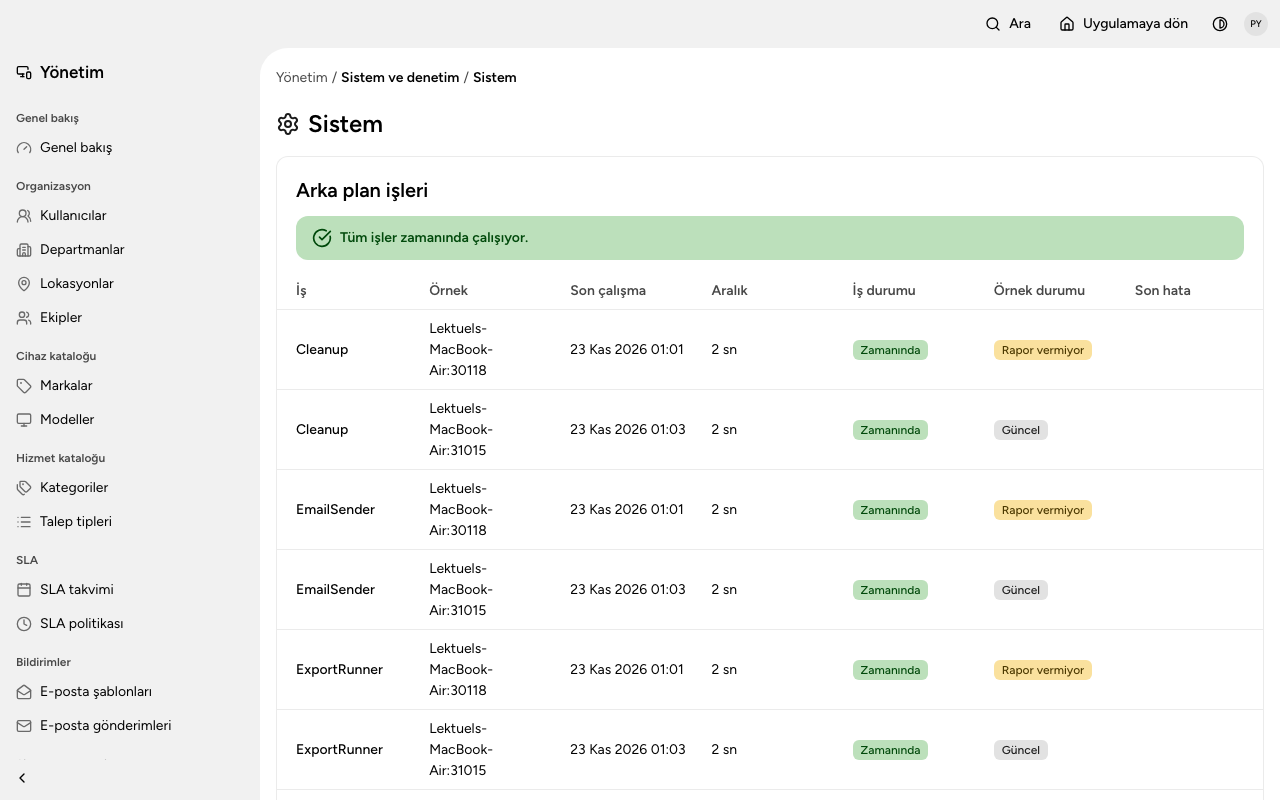 Ara
Uygulamaya dön
PY
Yönetim
Genel bakış
Genel bakış
Organizasyon
Kullanıcılar
Departmanlar
Lokasyonlar
Ekipler
Cihaz kataloğu
Markalar
Modeller
Hizmet kataloğu
Kategoriler
Talep tipleri
SLA
SLA takvimi
SLA politikası
Bildirimler
E-posta şablonları
E-posta gönderimleri
Yönetim / Sistem ve denetim / Sistem
Sistem
Arka plan işleri
Tüm işler zamanında çalışıyor.
İş Örnek Son çalışma Aralık İş durumu Örnek durumu Son hata
Cleanup
Lektuels-
MacBook-
Air:30118
23 Kas 2026 01:01 2 sn Zamanında Rapor vermiyor
Cleanup
Lektuels-
MacBook-
Air:31015
23 Kas 2026 01:03 2 sn Zamanında Güncel
EmailSender
Lektuels-
MacBook-
Air:30118
23 Kas 2026 01:01 2 sn Zamanında Rapor vermiyor
EmailSender
Lektuels-
MacBook-
Air:31015
23 Kas 2026 01:03 2 sn Zamanında Güncel
ExportRunner
Lektuels-
MacBook-
Air:30118
23 Kas 2026 01:01 2 sn Zamanında Rapor vermiyor
ExportRunner
Lektuels-
MacBook-
Air:31015
23 Kas 2026 01:03 2 sn Zamanında Güncel